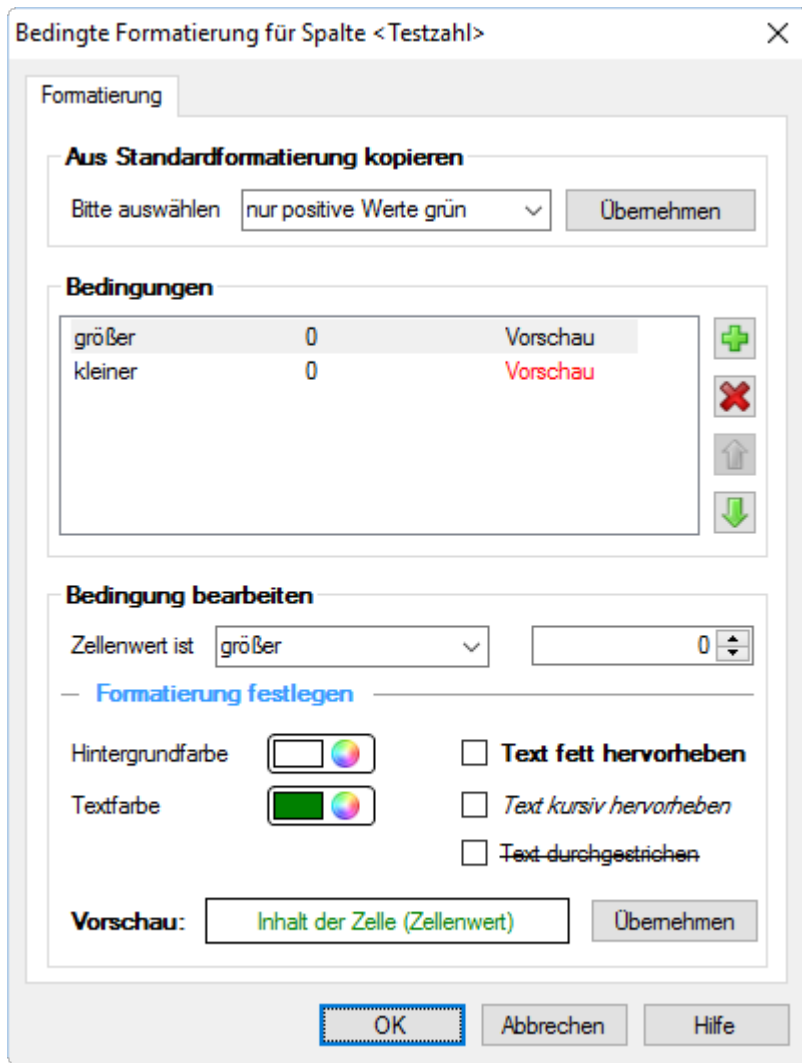 Bedingte Formatierung für Spalte <Testzahl>
Formatierung
Aus Standardformatierung kopieren
Bitte auswählen nur positive Werte grün Übernehmen
Bedingungen
größer 0 Vorschau
kleiner 0 Vorschau
Bedingung bearbeiten
Zellenwert ist größer 0
Formatierung festlegen
Hintergrundfarbe Text fett hervorheben
Textfarbe Text kursiv hervorheben
Text durchgestrichen
Vorschau: Inhalt der Zelle (Zellenwert) Übernehmen
OK Abbrechen Hilfe